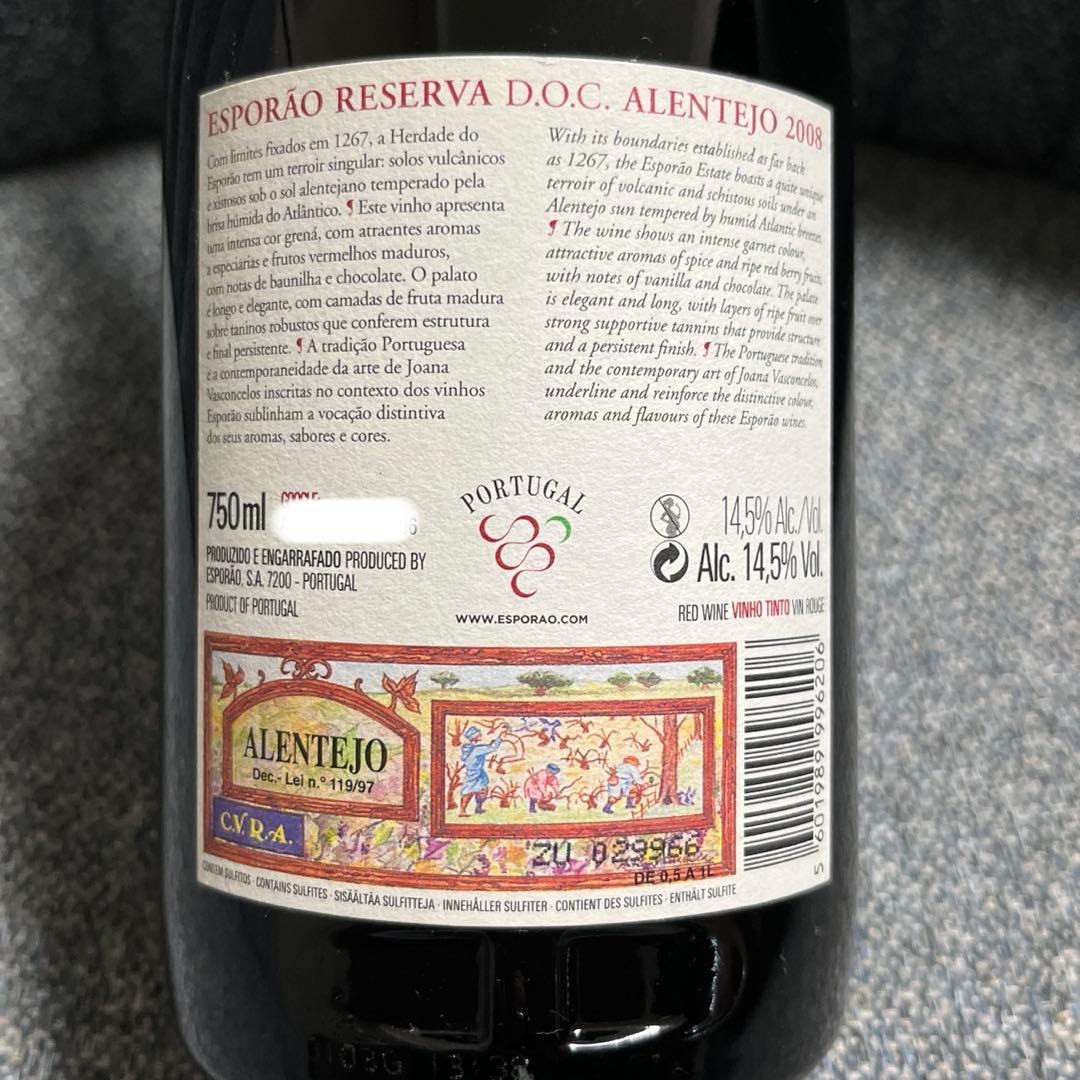 ESPORÃO RESERVA D.O.C. ALENTEJO 2008
Com limites fixados em 1267, a Herdade do
Esporão tem um terroir singular: solos vulcânicos
e xistosos sob o sol alentejano temperado pela
brisa húmida do Atlântico. ¶ Este vinho apresenta
uma intensa cor grená, com atraentes aromas
a especiarias e frutos vermelhos maduros,
com notas de baunilha e chocolate. O palato
é longo e elegante, com camadas de fruta madura
sobre taninos robustos que conferem estrutura
e final persistente. ¶ A tradição Portuguesa
e a contemporaneidade da arte de Joana
Vasconcelos inscritas no contexto dos vinhos
Esporão sublinham a vocação distintiva
dos seus aromas, sabores e cores.
With its boundaries established as far back
as 1267, the Esporão Estate boasts a quite unique
terroir of volcanic and schistous soils under an
Alentejo sun tempered by humid Atlantic breezes.
¶ The wine shows an intense garnet colour,
attractive aromas of spice and ripe red berry fruits,
with notes of vanilla and chocolate. The palate
is elegant and long, with layers of ripe fruit over
strong supportive tannins that provide structure
and a persistent finish. ¶ The Portuguese tradition
and the contemporary art of Joana Vasconcelos,
underline and reinforce the distinctive colour,
aromas and flavours of these Esporão wines.
750ml
6
PRODUZIDO E ENGARRAFADO PRODUCED BY
ESPORÃO, S.A. 7200 - PORTUGAL
PRODUCT OF PORTUGAL
PORTUGAL
WWW.ESPORAO.COM
14,5% Alc./Vol.
Alc. 14,5% Vol.
RED WINE VINHO TINTO VIN ROUGE
ALENTEJO
Dec.- Lei n.º 119/97
C.V.R.A.
ZU 029966
DE 0,5 A 1L
5 601989 996206
CONTEM SULFITOS · CONTAINS SULFITES · SISÄÄLTÄÄ SULFITTEJA · INNEHÅLLER SULFITER · CONTIENT DES SULFITES · ENTHÄLT SULFITE